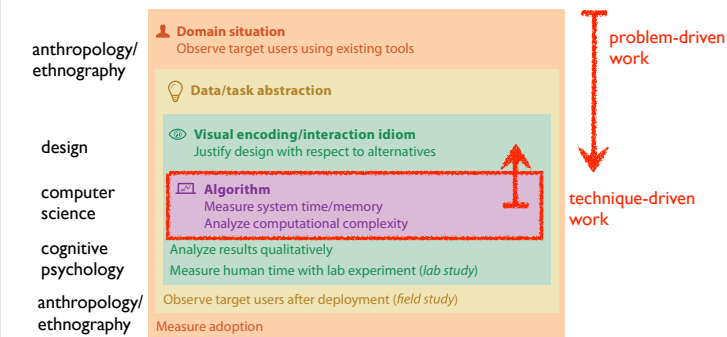 Domain situation
Observe target users using existing tools
anthropology/
ethnography
problem-driven
work
Data/task abstraction
Visual encoding/interaction idiom
Justify design with respect to alternatives
design
Algorithm
Measure system time/memory
Analyze computational complexity
computer
science
technique-driven
work
Analyze results qualitatively
Measure human time with lab experiment (lab study)
cognitive
psychology
Observe target users after deployment (field study)
anthropology/
ethnography
Measure adoption